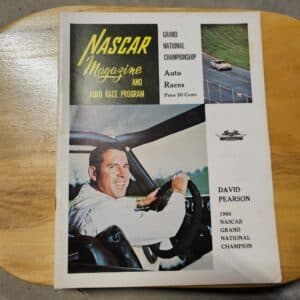 NASCAR
Magazine
AND
AUTO RACE PROGRAM
GRAND
NATIONAL
CHAMPIONSHIP
Auto
Races
Price 50 Cents
DAVID
PEARSON
1966
NASCAR
GRAND
NATIONAL
CHAMPION